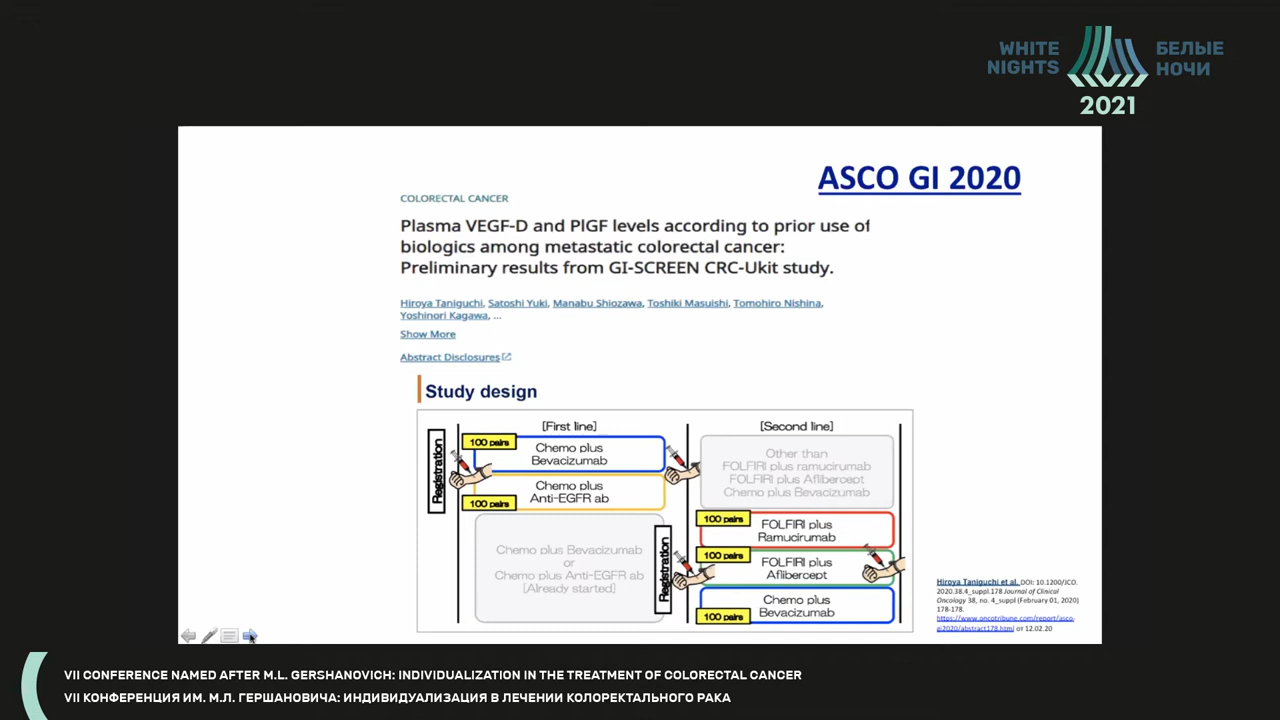 WHITE
NIGHTS
БЕЛЫЕ
НОЧИ
2021
ASCO GI 2020
COLORECTAL CANCER
Plasma VEGF-D and PlGF levels according to prior use of
biologics among metastatic colorectal cancer:
Preliminary results from GI-SCREEN CRC-Ukit study.
Hiroya Taniguchi, Satoshi Yuki, Manabu Shiozawa, Toshiki Masuishi, Tomohiro Nishina,
Yoshinori Kagawa, ...
Show More
Abstract Disclosures
Study design
[First line]
[Second line]
Registration
100 pairs
Chemo plus
Bevacizumab
Chemo plus
Anti-EGFR ab
100 pairs
Chemo plus Bevacizumab
or
Chemo plus Anti-EGFR ab
[Already started]
Registration
Other than
FOLFIRI plus ramucirumab
FOLFIRI plus Aflibercept
Chemo plus Bevacizumab
100 pairs
FOLFIRI plus
Ramucirumab
100 pairs
FOLFIRI plus
Aflibercept
Chemo plus
Bevacizumab
100 pairs
Hiroya Taniguchi et al. DOI: 10.1200/JCO.
2020.38.4_suppl.178 Journal of Clinical
Oncology 38, no. 4_suppl (February 01, 2020)
178-178.
https://www.oncotribune.com/report/asco-
gi2020/abstract178.html от 12.02.20
VII CONFERENCE NAMED AFTER M.L. GERSHANOVICH: INDIVIDUALIZATION IN THE TREATMENT OF COLORECTAL CANCER
VII КОНФЕРЕНЦИЯ ИМ. М.Л. ГЕРШАНОВИЧА: ИНДИВИДУАЛИЗАЦИЯ В ЛЕЧЕНИИ КОЛОРЕКТАЛЬНОГО РАКА